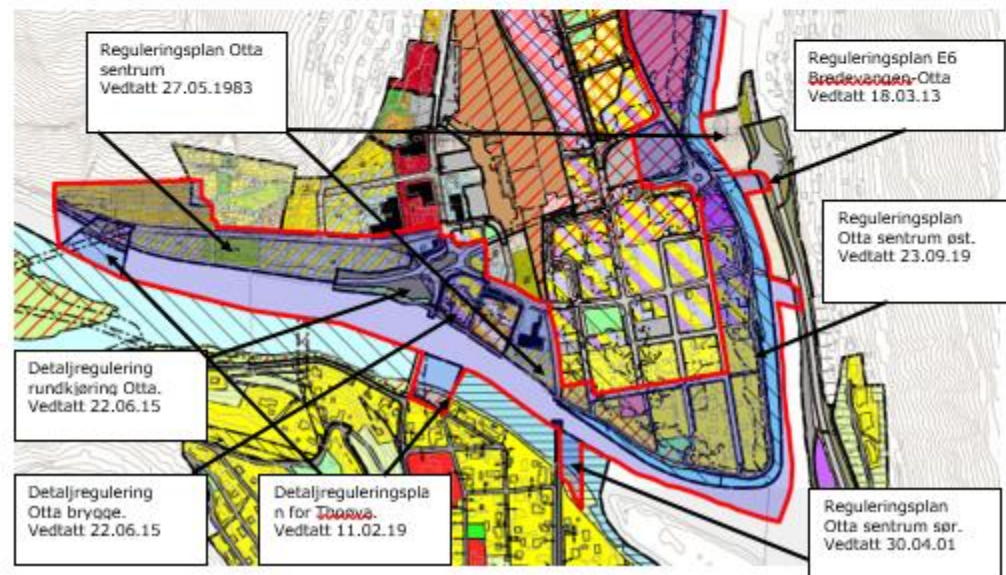 Reguleringsplan Otta
sentrum
Vedtatt 27.05.1983
Reguleringsplan E6
Bredevangen-Otta
Vedtatt 18.03.13
Reguleringsplan
Otta sentrum øst.
Vedtatt 23.09.19
Detaljregulering
rundkjøring Otta.
Vedtatt 22.06.15
Detaljregulering
Otta brygge.
Vedtatt 22.06.15
Detaljreguleringspla
n for Thoøya.
Vedtatt 11.02.19
Reguleringsplan
Otta sentrum sør.
Vedtatt 30.04.01